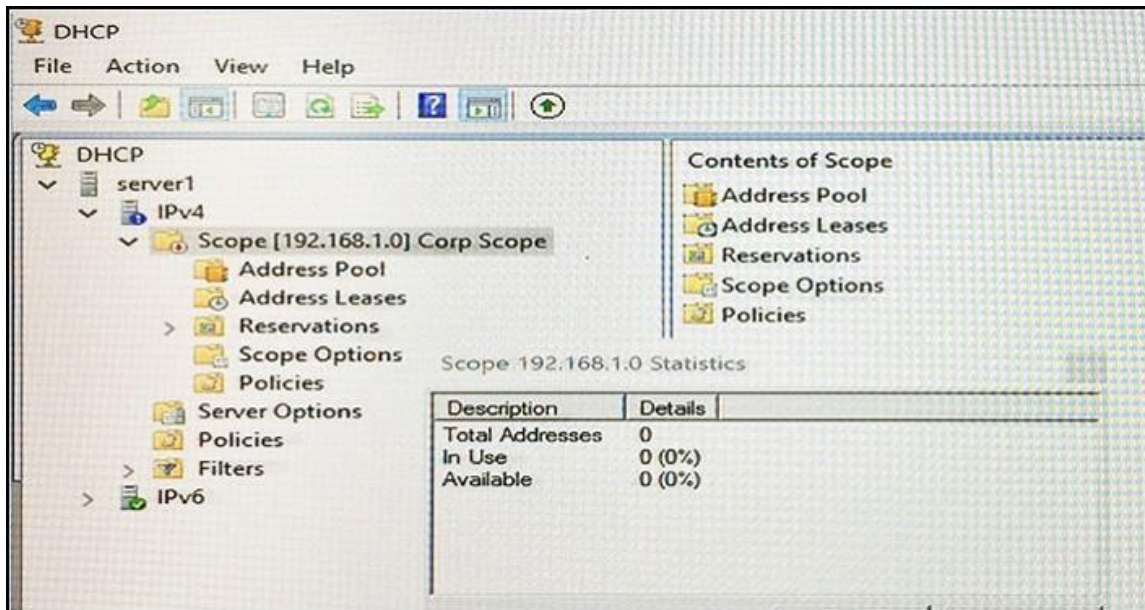 DHCP
File Action View Help
DHCP
server1
IPv4
Scope [192.168.1.0] Corp Scope
Address Pool
Address Leases
Reservations
Scope Options
Policies
Server Options
Policies
Filters
IPv6
Contents of Scope
Address Pool
Address Leases
Reservations
Scope Options
Policies
Scope 192.168.1.0 Statistics
Description Details
Total Addresses 0
In Use 0 (0%)
Available 0 (0%)